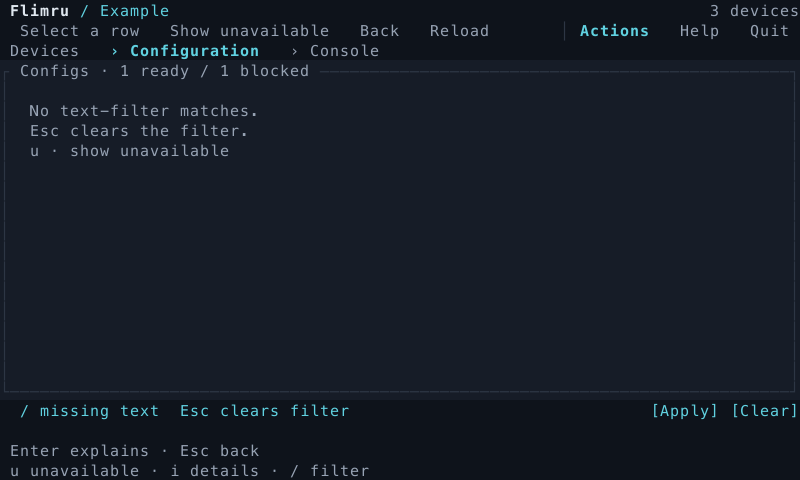 Flimru / Example 3 devices
Select a row Show unavailable Back Reload │ Actions Help Quit
Devices › Configuration › Console
Configs · 1 ready / 1 blocked
No text-filter matches.
Esc clears the filter.
u · show unavailable
/ missing text Esc clears filter [Apply] [Clear]
Enter explains · Esc back
u unavailable · i details · / filter